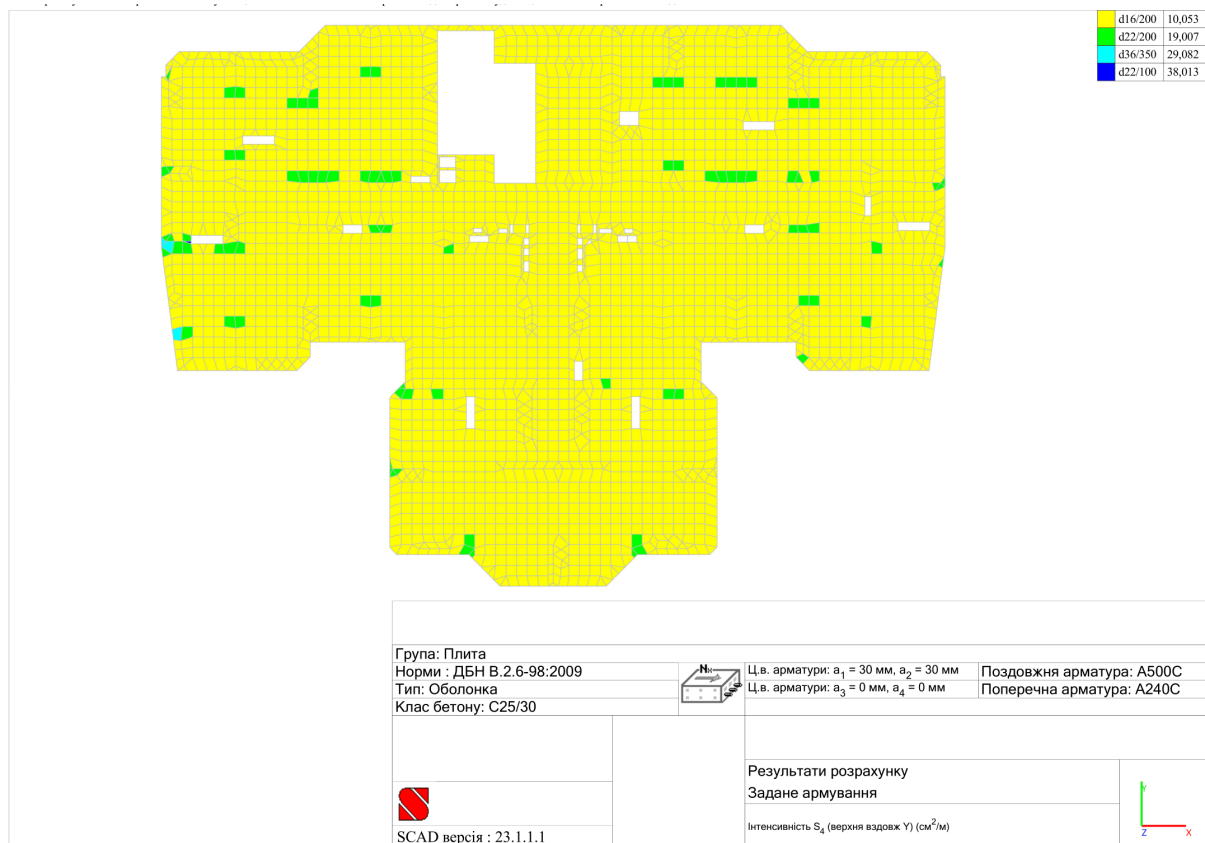 d16/200 10,053
d22/200 19,007
d36/350 29,082
d22/100 38,013
Група: Плита
Норми : ДБН В.2.6-98:2009
Тип: Оболонка
Клас бетону: C25/30
Nx
Ц.в. арматури: a1 = 30 мм, a2 = 30 мм
Ц.в. арматури: a3 = 0 мм, a4 = 0 мм
Поздовжня арматура: A500C
Поперечна арматура: A240C
Результати розрахунку
Задане армування
Інтенсивність S4 (верхня вздовж Y) (см2/м)
SCAD версія : 23.1.1.1
Y
Z
X